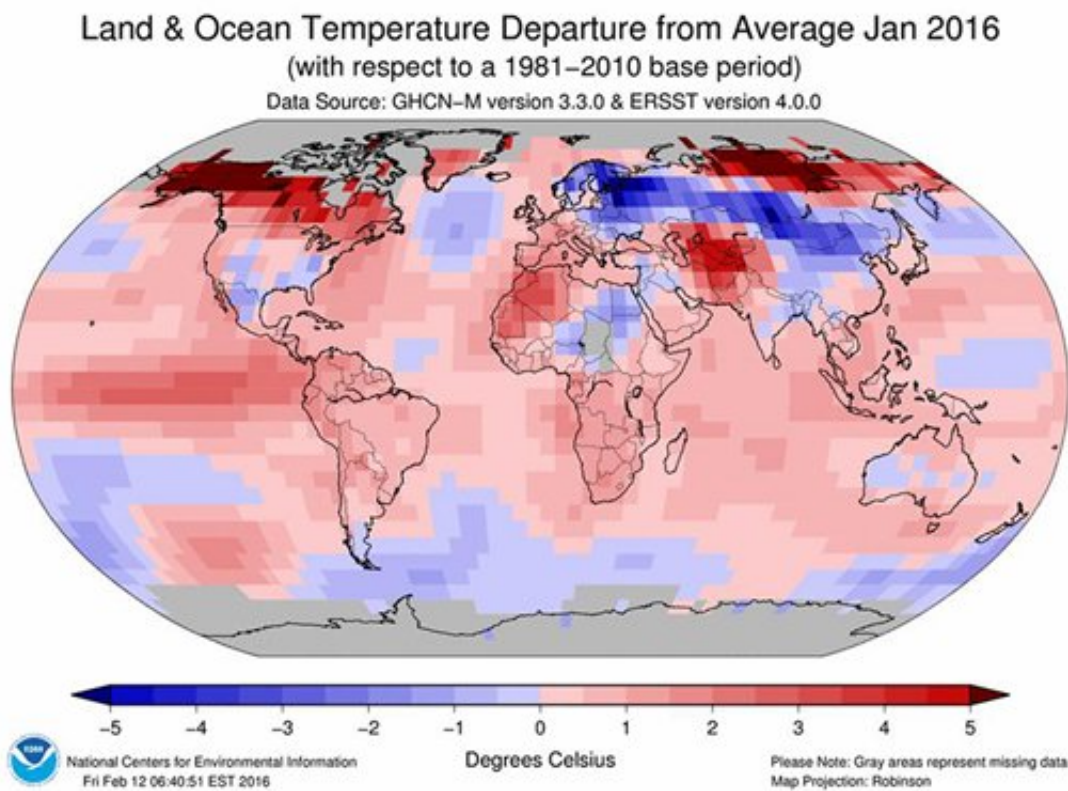 Land & Ocean Temperature Departure from Average Jan 2016
(with respect to a 1981–2010 base period)
Data Source: GHCN–M version 3.3.0 & ERSST version 4.0.0
−5 −4 −3 −2 −1 0 1 2 3 4 5
Degrees Celsius
National Centers for Environmental Information
Fri Feb 12 06:40:51 EST 2016
Please Note: Gray areas represent missing data
Map Projection: Robinson